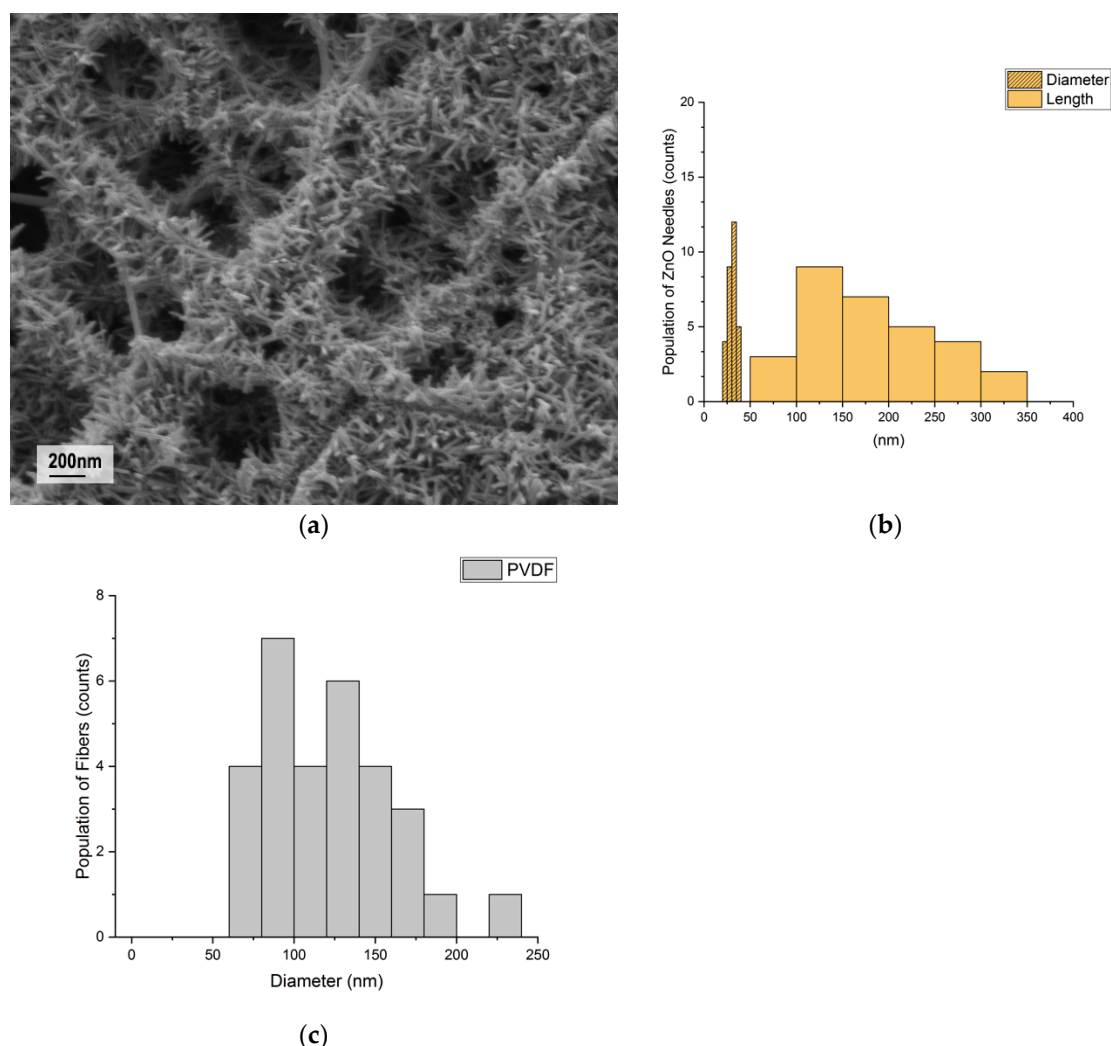 200nm
(a)
Diameter
Length
Population of ZnO Needles (counts)
20
15
10
5
0
0 50 100 150 200 250 300 350 400
(nm)
(b)
PVDF
Population of Fibers (counts)
8
6
4
2
0
0 50 100 150 200 250
Diameter (nm)
(c)